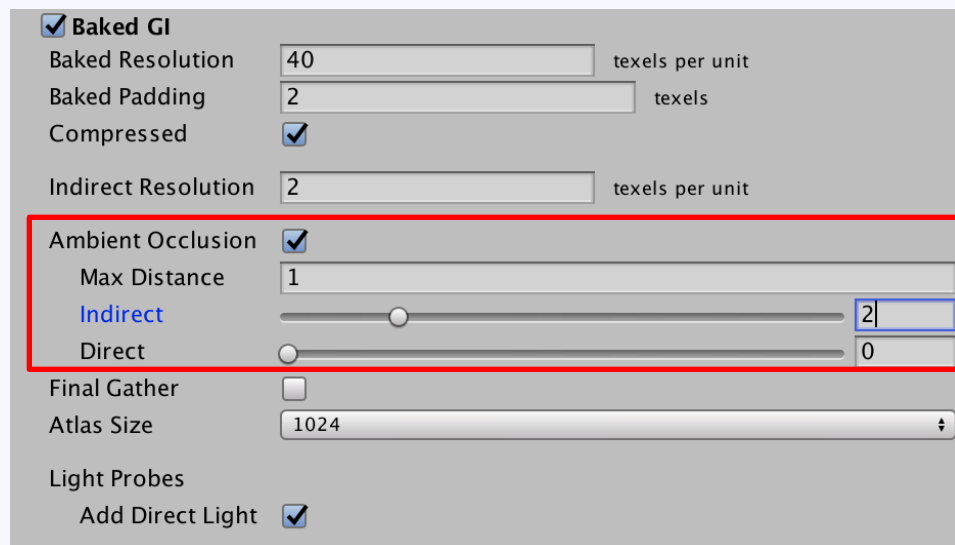 Baked GI
Baked Resolution 40 texels per unit
Baked Padding 2 texels
Compressed
Indirect Resolution 2 texels per unit
Ambient Occlusion
Max Distance 1
Indirect 2
Direct 0
Final Gather
Atlas Size 1024
Light Probes
Add Direct Light